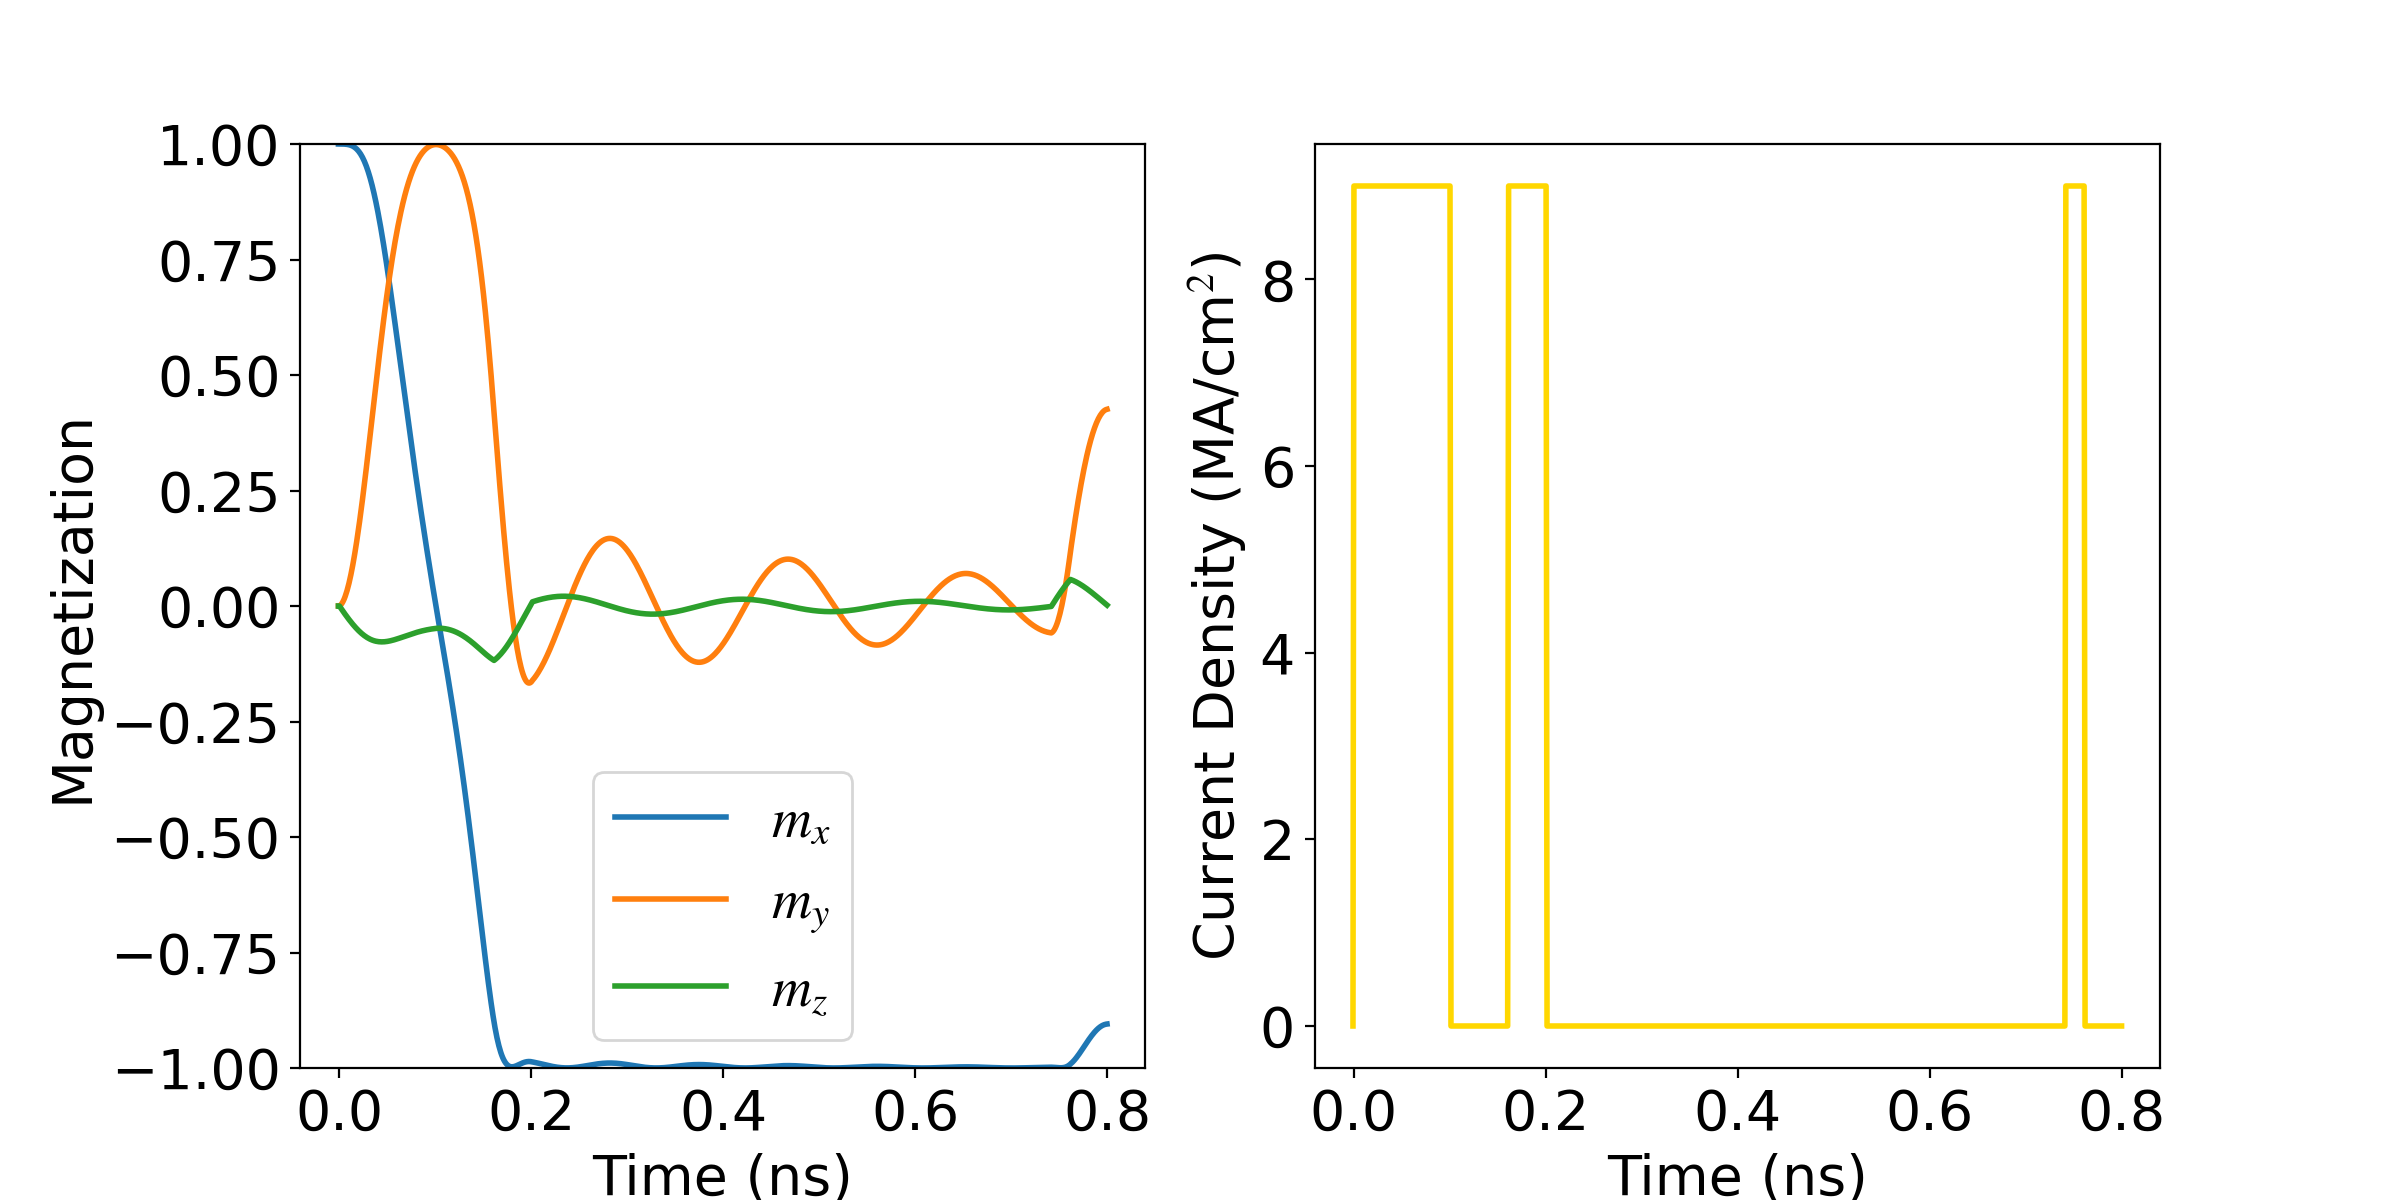 Magnetization
1.00
0.75
0.50
0.25
0.00
−0.25
−0.50
−0.75
−1.00
0.0 0.2 0.4 0.6 0.8
Time (ns)
m_x
m_y
m_z
Current Density (MA/cm²)
8
6
4
2
0
0.0 0.2 0.4 0.6 0.8
Time (ns)